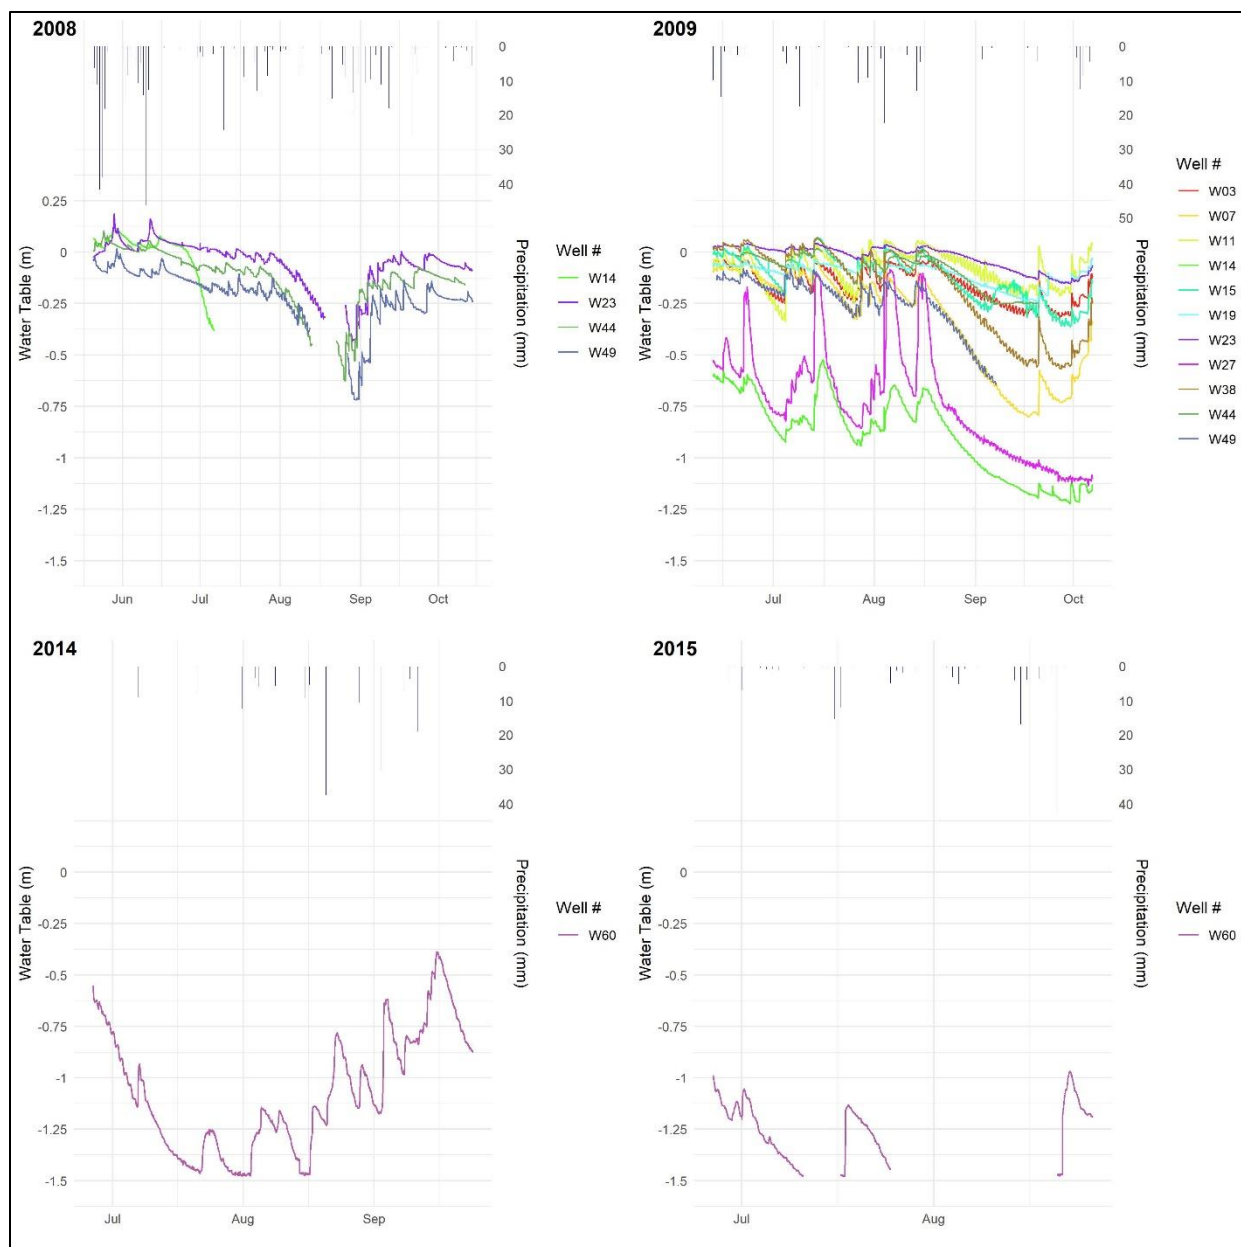 2008
0
10
20
30
40
0.25
0
-0.25
-0.5
-0.75
-1
-1.25
-1.5
Water Table (m)
Precipitation (mm)
Jun
Jul
Aug
Sep
Oct
Well #
W14
W23
W44
W49
2009
0
10
20
30
40
50
0
-0.25
-0.5
-0.75
-1
-1.25
-1.5
Water Table (m)
Precipitation (mm)
Jul
Aug
Sep
Oct
Well #
W03
W07
W11
W14
W15
W19
W23
W27
W38
W44
W49
2014
0
10
20
30
40
0
-0.25
-0.5
-0.75
-1
-1.25
-1.5
Water Table (m)
Precipitation (mm)
Jul
Aug
Sep
Well #
W60
2015
0
10
20
30
40
0
-0.25
-0.5
-0.75
-1
-1.25
-1.5
Water Table (m)
Precipitation (mm)
Jul
Aug
Well #
W60